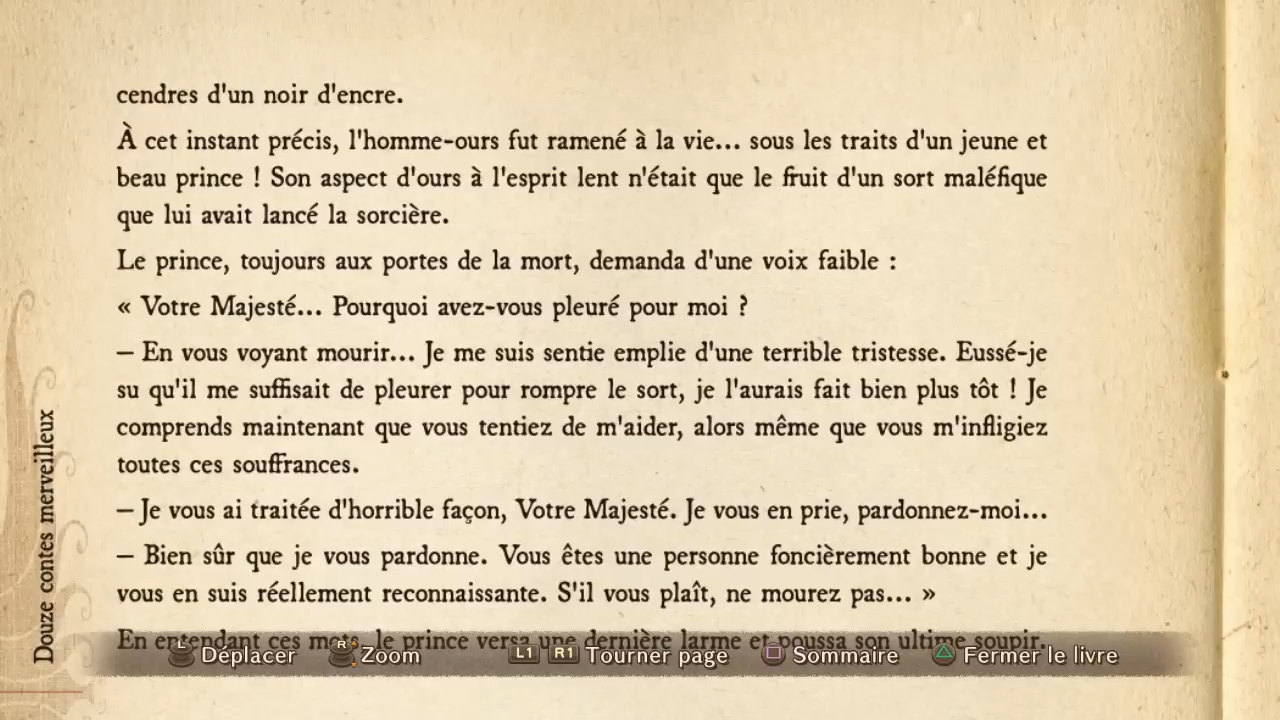 cendres d'un noir d'encre.
À cet instant précis, l'homme-ours fut ramené à la vie... sous les traits d'un jeune et
beau prince ! Son aspect d'ours à l'esprit lent n'était que le fruit d'un sort maléfique
que lui avait lancé la sorcière.
Le prince, toujours aux portes de la mort, demanda d'une voix faible :
« Votre Majesté... Pourquoi avez-vous pleuré pour moi ?
– En vous voyant mourir... Je me suis sentie emplie d'une terrible tristesse. Eussé-je
su qu'il me suffisait de pleurer pour rompre le sort, je l'aurais fait bien plus tôt ! Je
comprends maintenant que vous tentiez de m'aider, alors même que vous m'infligiez
toutes ces souffrances.
– Je vous ai traitée d'horrible façon, Votre Majesté. Je vous en prie, pardonnez-moi...
– Bien sûr que je vous pardonne. Vous êtes une personne foncièrement bonne et je
vous en suis réellement reconnaissante. S'il vous plaît, ne mourez pas... »
En entendant ces mots, le prince versa une dernière larme et poussa son ultime soupir.
L Déplacer R Zoom L1 R1 Tourner page Sommaire Fermer le livre
Douze contes merveilleux